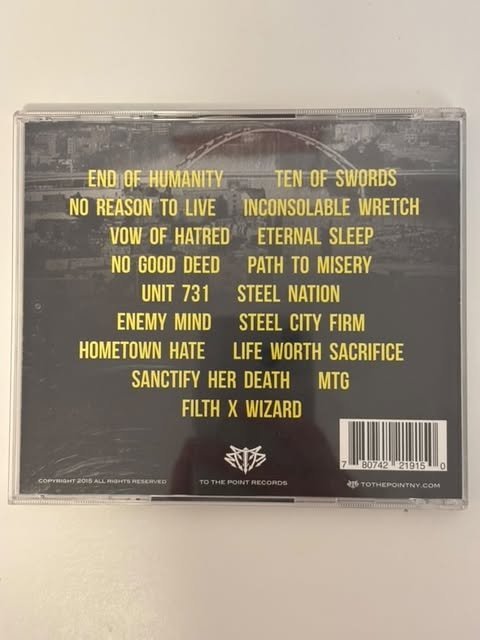 END OF HUMANITY TEN OF SWORDS
NO REASON TO LIVE INCONSOLABLE WRETCH
VOW OF HATRED ETERNAL SLEEP
NO GOOD DEED PATH TO MISERY
UNIT 731 STEEL NATION
ENEMY MIND STEEL CITY FIRM
HOMETOWN HATE LIFE WORTH SACRIFICE
SANCTIFY HER DEATH MTG
FILTH X WIZARD
7 80742 21915 0
COPYRIGHT 2015 ALL RIGHTS RESERVED TO THE POINT RECORDS TOTHEPOINTNY.COM